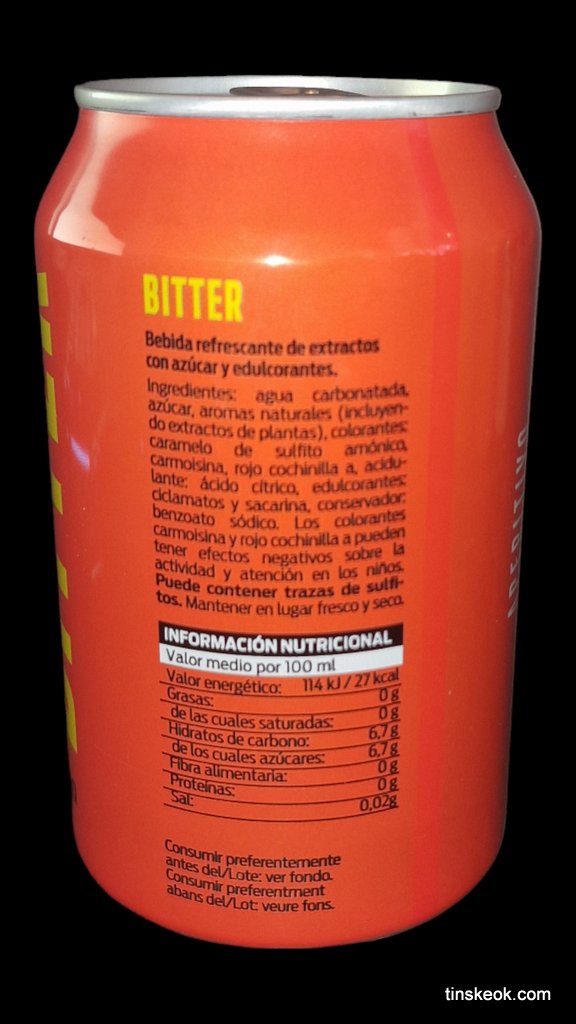 BITTER
Bebida refrescante de extractos
con azúcar y edulcorantes.
Ingredientes: agua carbonatada,
azúcar, aromas naturales (incluyen-
do extractos de plantas), colorantes:
caramelo de sulfito amónico,
carmoisina, rojo cochinilla a, acidu-
lante: ácido cítrico, edulcorantes:
ciclamatos y sacarina, conservador:
benzoato sódico. Los colorantes
carmoisina y rojo cochinilla a pueden
tener efectos negativos sobre la
actividad y atención en los niños.
Puede contener trazas de sulfi-
tos. Mantener en lugar fresco y seco.
INFORMACIÓN NUTRICIONAL
Valor medio por 100 ml
Valor energético: 114 kJ / 27 kcal
Grasas: 0 g
de las cuales saturadas: 0 g
Hidratos de carbono: 6,7 g
de los cuales azúcares: 6,7 g
Fibra alimentaria: 0 g
Proteínas: 0 g
Sal: 0,02g
Consumir preferentemente
antes del/Lote: ver fondo.
Consumir preferentment
abans del/Lot: veure fons.
APERITIVO
tinskeok.com